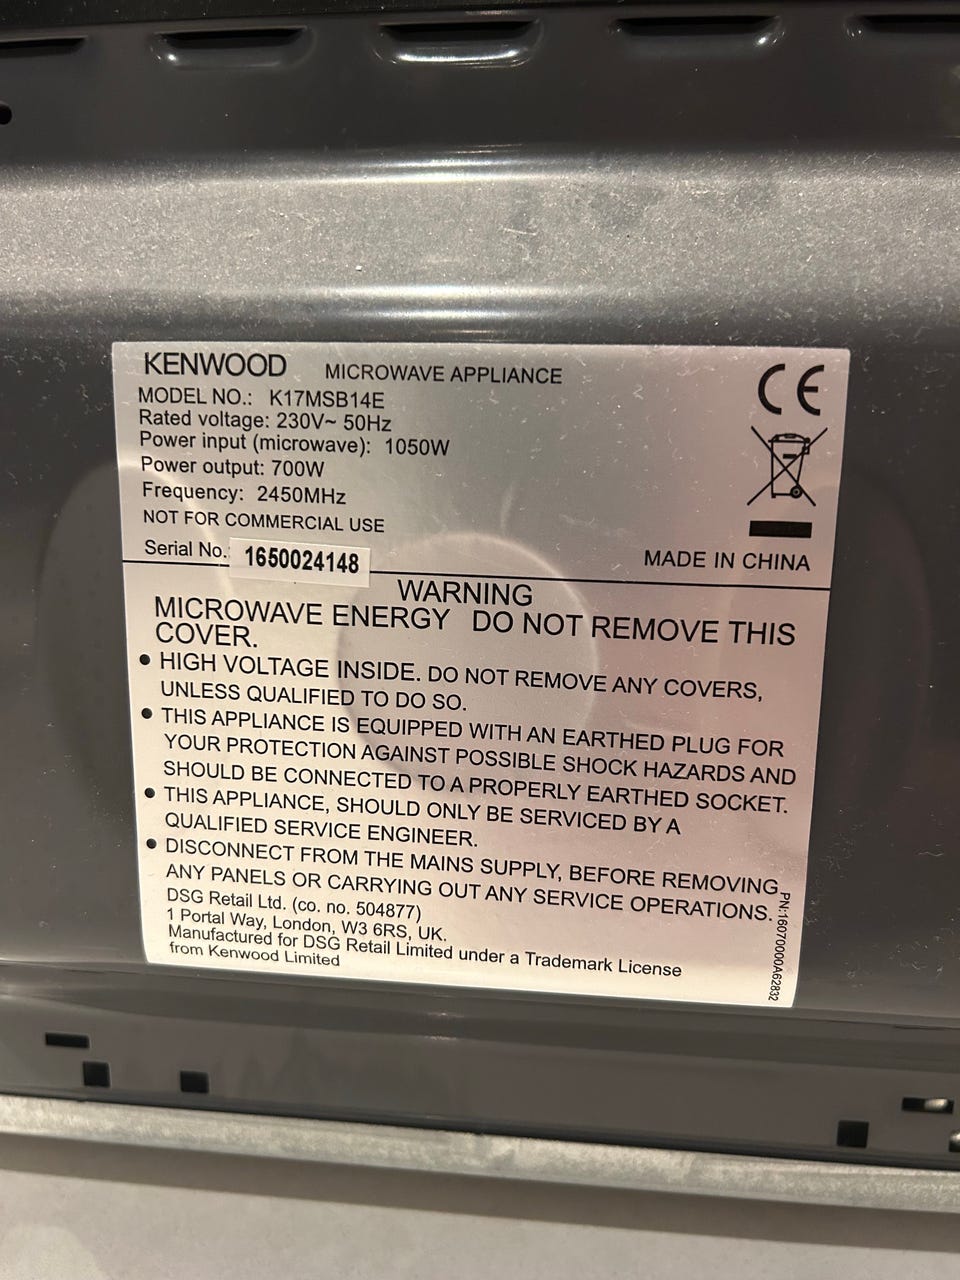 KENWOOD MICROWAVE APPLIANCE
MODEL NO.: K17MSB14E
Rated voltage: 230V~ 50Hz
Power input (microwave): 1050W
Power output: 700W
Frequency: 2450MHz
NOT FOR COMMERCIAL USE
Serial No.: 1650024148
CE
MADE IN CHINA
WARNING
MICROWAVE ENERGY DO NOT REMOVE THIS
COVER.
• HIGH VOLTAGE INSIDE. DO NOT REMOVE ANY COVERS,
UNLESS QUALIFIED TO DO SO.
• THIS APPLIANCE IS EQUIPPED WITH AN EARTHED PLUG FOR
YOUR PROTECTION AGAINST POSSIBLE SHOCK HAZARDS AND
SHOULD BE CONNECTED TO A PROPERLY EARTHED SOCKET.
• THIS APPLIANCE, SHOULD ONLY BE SERVICED BY A
QUALIFIED SERVICE ENGINEER.
• DISCONNECT FROM THE MAINS SUPPLY, BEFORE REMOVING
ANY PANELS OR CARRYING OUT ANY SERVICE OPERATIONS.
DSG Retail Ltd. (co. no. 504877)
1 Portal Way, London, W3 6RS, UK.
Manufactured for DSG Retail Limited under a Trademark License
from Kenwood Limited
PN:16070000A62832